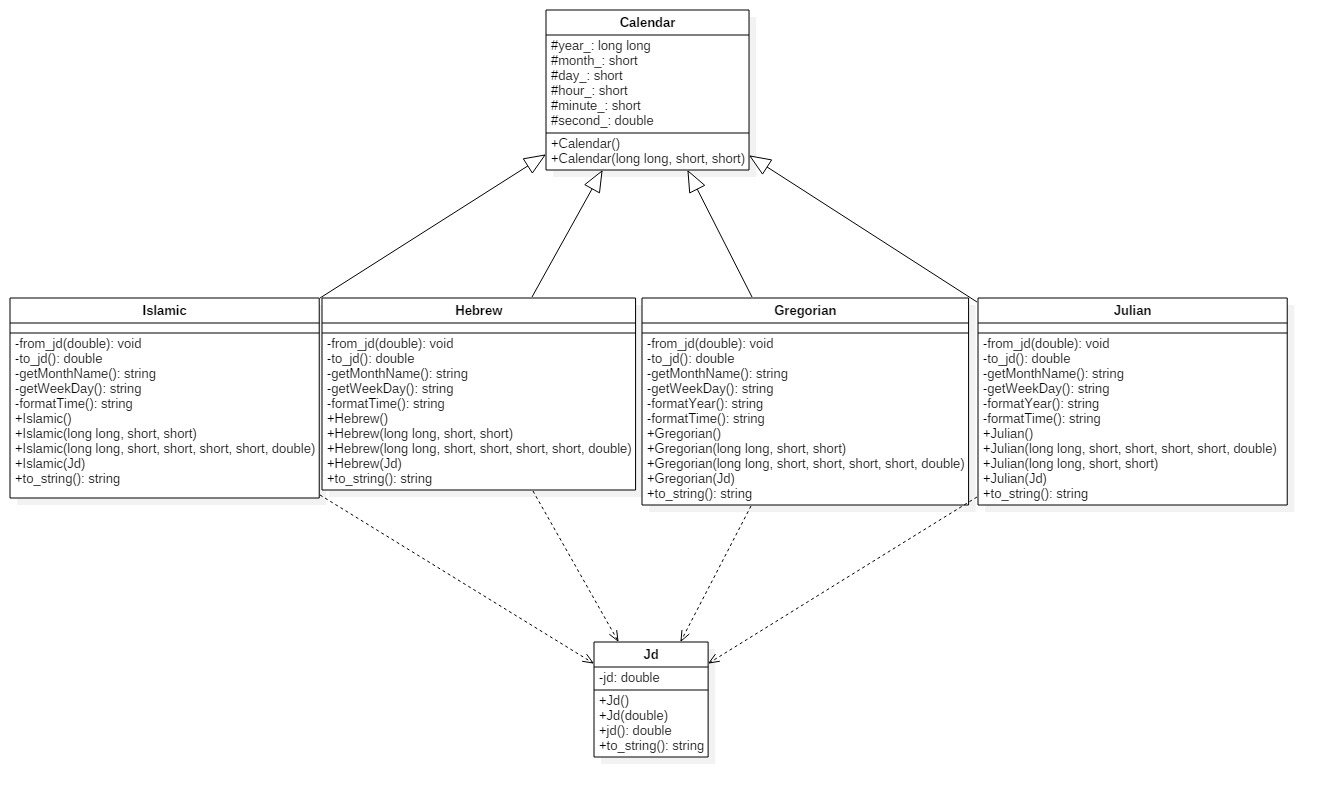 Calendar
#year_: long long
#month_: short
#day_: short
#hour_: short
#minute_: short
#second_: double
+Calendar()
+Calendar(long long, short, short)
Islamic
-from_jd(double): void
-to_jd(): double
-getMonthName(): string
-getWeekDay(): string
-formatTime(): string
+Islamic()
+Islamic(long long, short, short)
+Islamic(long long, short, short, short, short, double)
+Islamic(Jd)
+to_string(): string
Hebrew
-from_jd(double): void
-to_jd(): double
-getMonthName(): string
-getWeekDay(): string
-formatTime(): string
+Hebrew()
+Hebrew(long long, short, short)
+Hebrew(long long, short, short, short, short, double)
+Hebrew(Jd)
+to_string(): string
Gregorian
-from_jd(double): void
-to_jd(): double
-getMonthName(): string
-getWeekDay(): string
-formatYear(): string
-formatTime(): string
+Gregorian()
+Gregorian(long long, short, short)
+Gregorian(long long, short, short, short, short, double)
+Gregorian(Jd)
+to_string(): string
Julian
-from_jd(double): void
-to_jd(): double
-getMonthName(): string
-getWeekDay(): string
-formatYear(): string
-formatTime(): string
+Julian()
+Julian(long long, short, short, short, short, double)
+Julian(long long, short, short)
+Julian(Jd)
+to_string(): string
Jd
-jd: double
+Jd()
+Jd(double)
+jd(): double
+to_string(): string